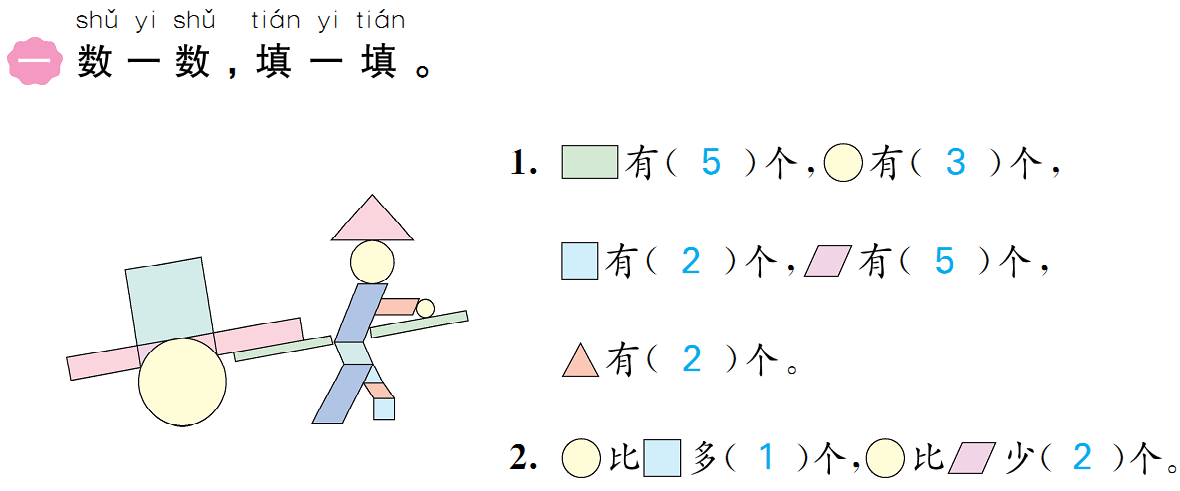 shǔ yi shǔ tián yi tián
一 数一数,填一填。
1. 有( 5 )个,有( 3 )个,
有( 2 )个,有( 5 )个,
有( 2 )个。
2. 比多( 1 )个,比少( 2 )个。